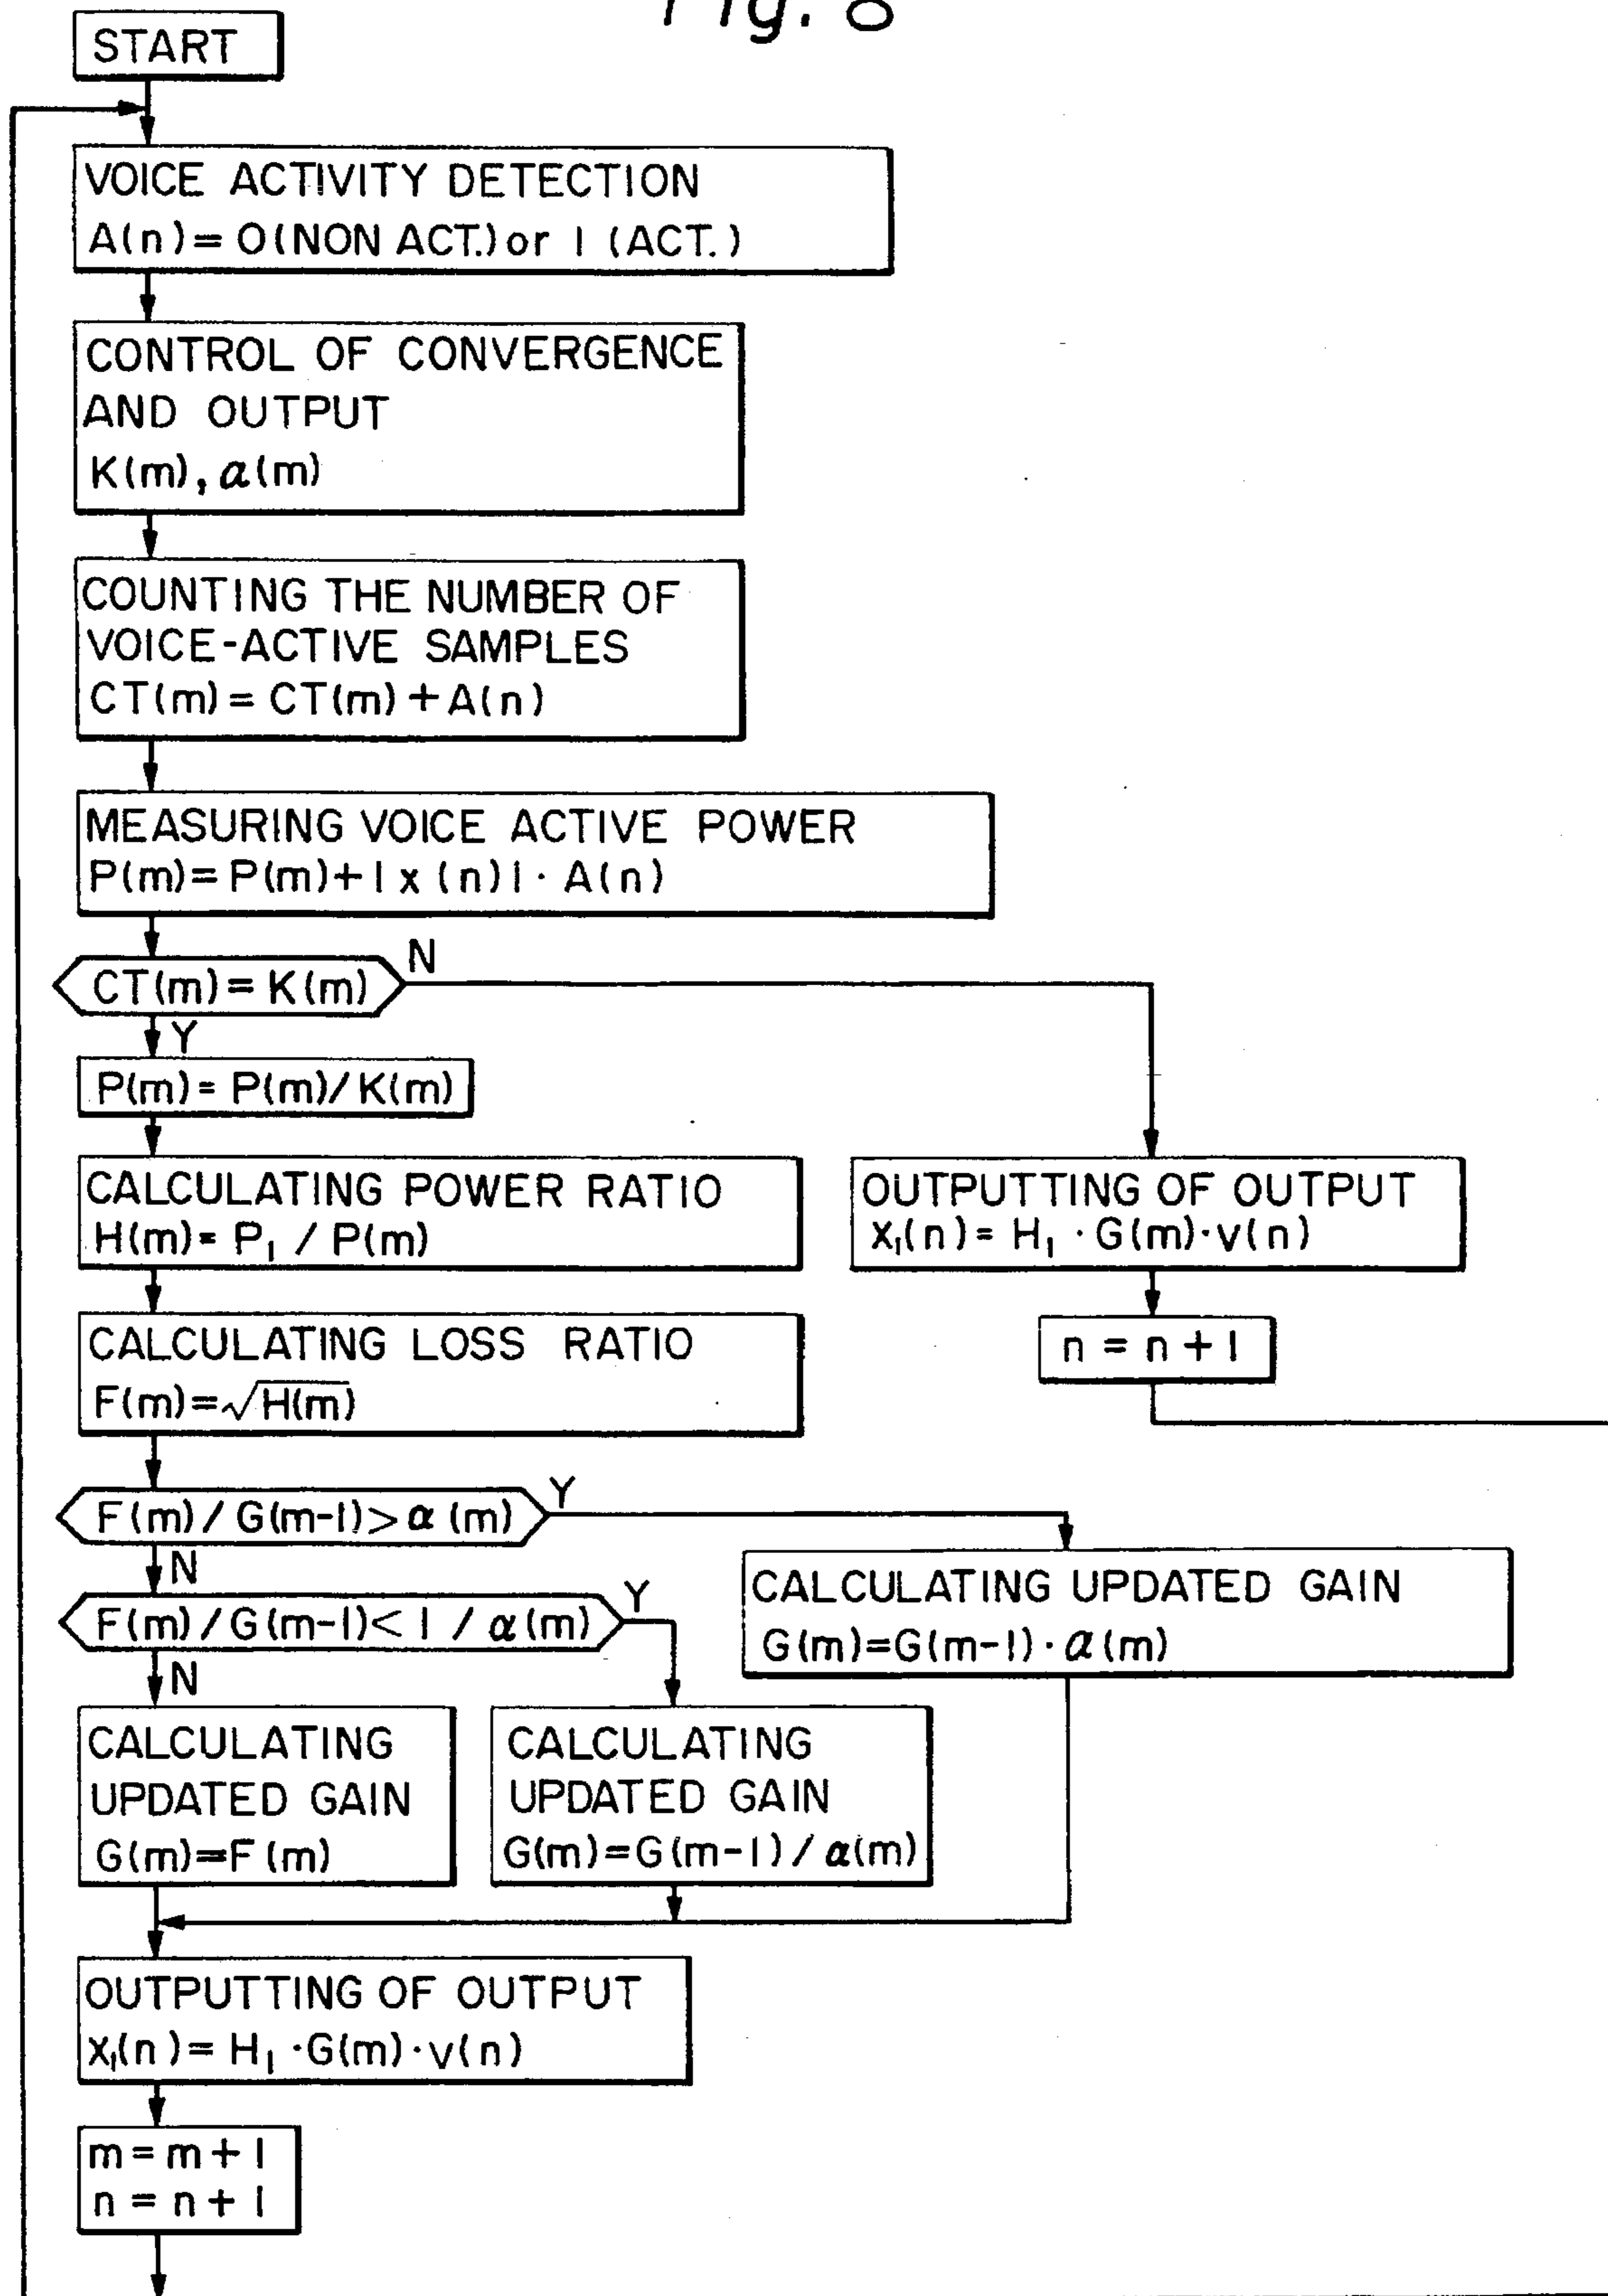 Fig. 8
START
VOICE ACTIVITY DETECTION
A(n)= 0(NON ACT.) or 1 (ACT.)
CONTROL OF CONVERGENCE
AND OUTPUT
K(m), α(m)
COUNTING THE NUMBER OF
VOICE-ACTIVE SAMPLES
CT(m)= CT(m)+A(n)
MEASURING VOICE ACTIVE POWER
P(m)= P(m)+|x(n)|· A(n)
CT(m)= K(m)
N
Y
P(m)= P(m)/K(m)
CALCULATING POWER RATIO
H(m)= P₁ / P(m)
OUTPUTTING OF OUTPUT
x₁(n)= H₁ ·G(m)·v(n)
CALCULATING LOSS RATIO
F(m)=√H(m)
n = n+1
F(m)/G(m-1)>α(m)
Y
N
F(m)/G(m-1)<1/α(m)
Y
N
CALCULATING UPDATED GAIN
G(m)=G(m-1)·α(m)
CALCULATING
UPDATED GAIN
G(m)=F(m)
CALCULATING
UPDATED GAIN
G(m)=G(m-1)/α(m)
OUTPUTTING OF OUTPUT
x₁(n)= H₁ ·G(m)·v(n)
m=m+1
n=n+1